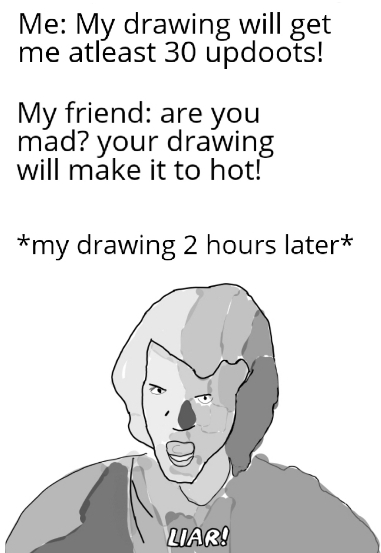 Me: My drawing will get
me atleast 30 updoots!
My friend: are you
mad? your drawing
will make it to hot!
*my drawing 2 hours later*
LIAR!